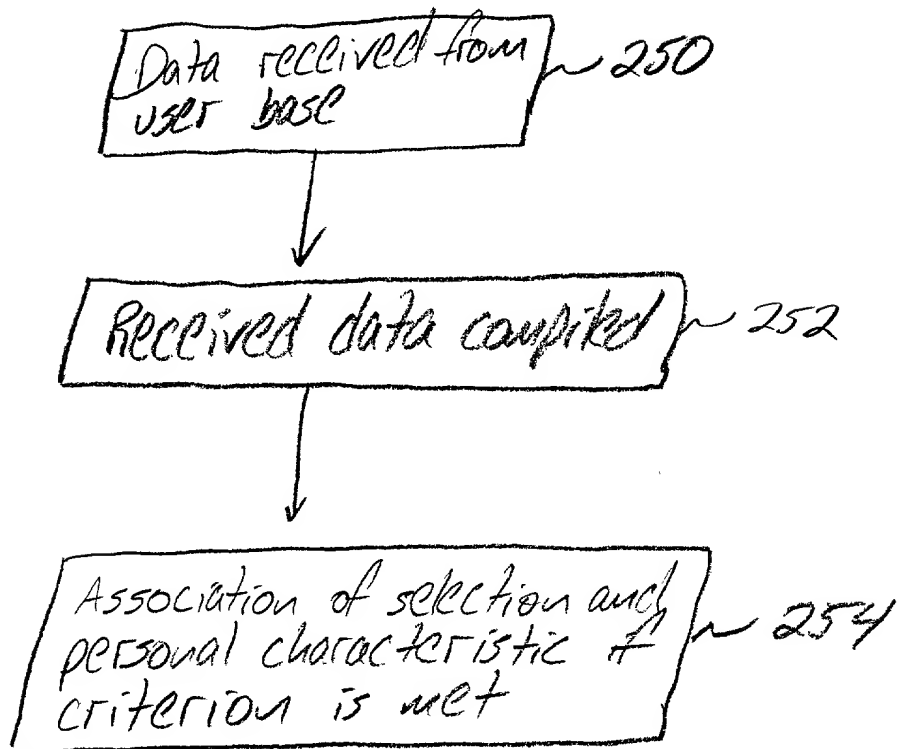 Data received from ~ 250
user base
Received data compiled ~ 252
Association of selection and
personal characteristic if ~ 254
criterion is met